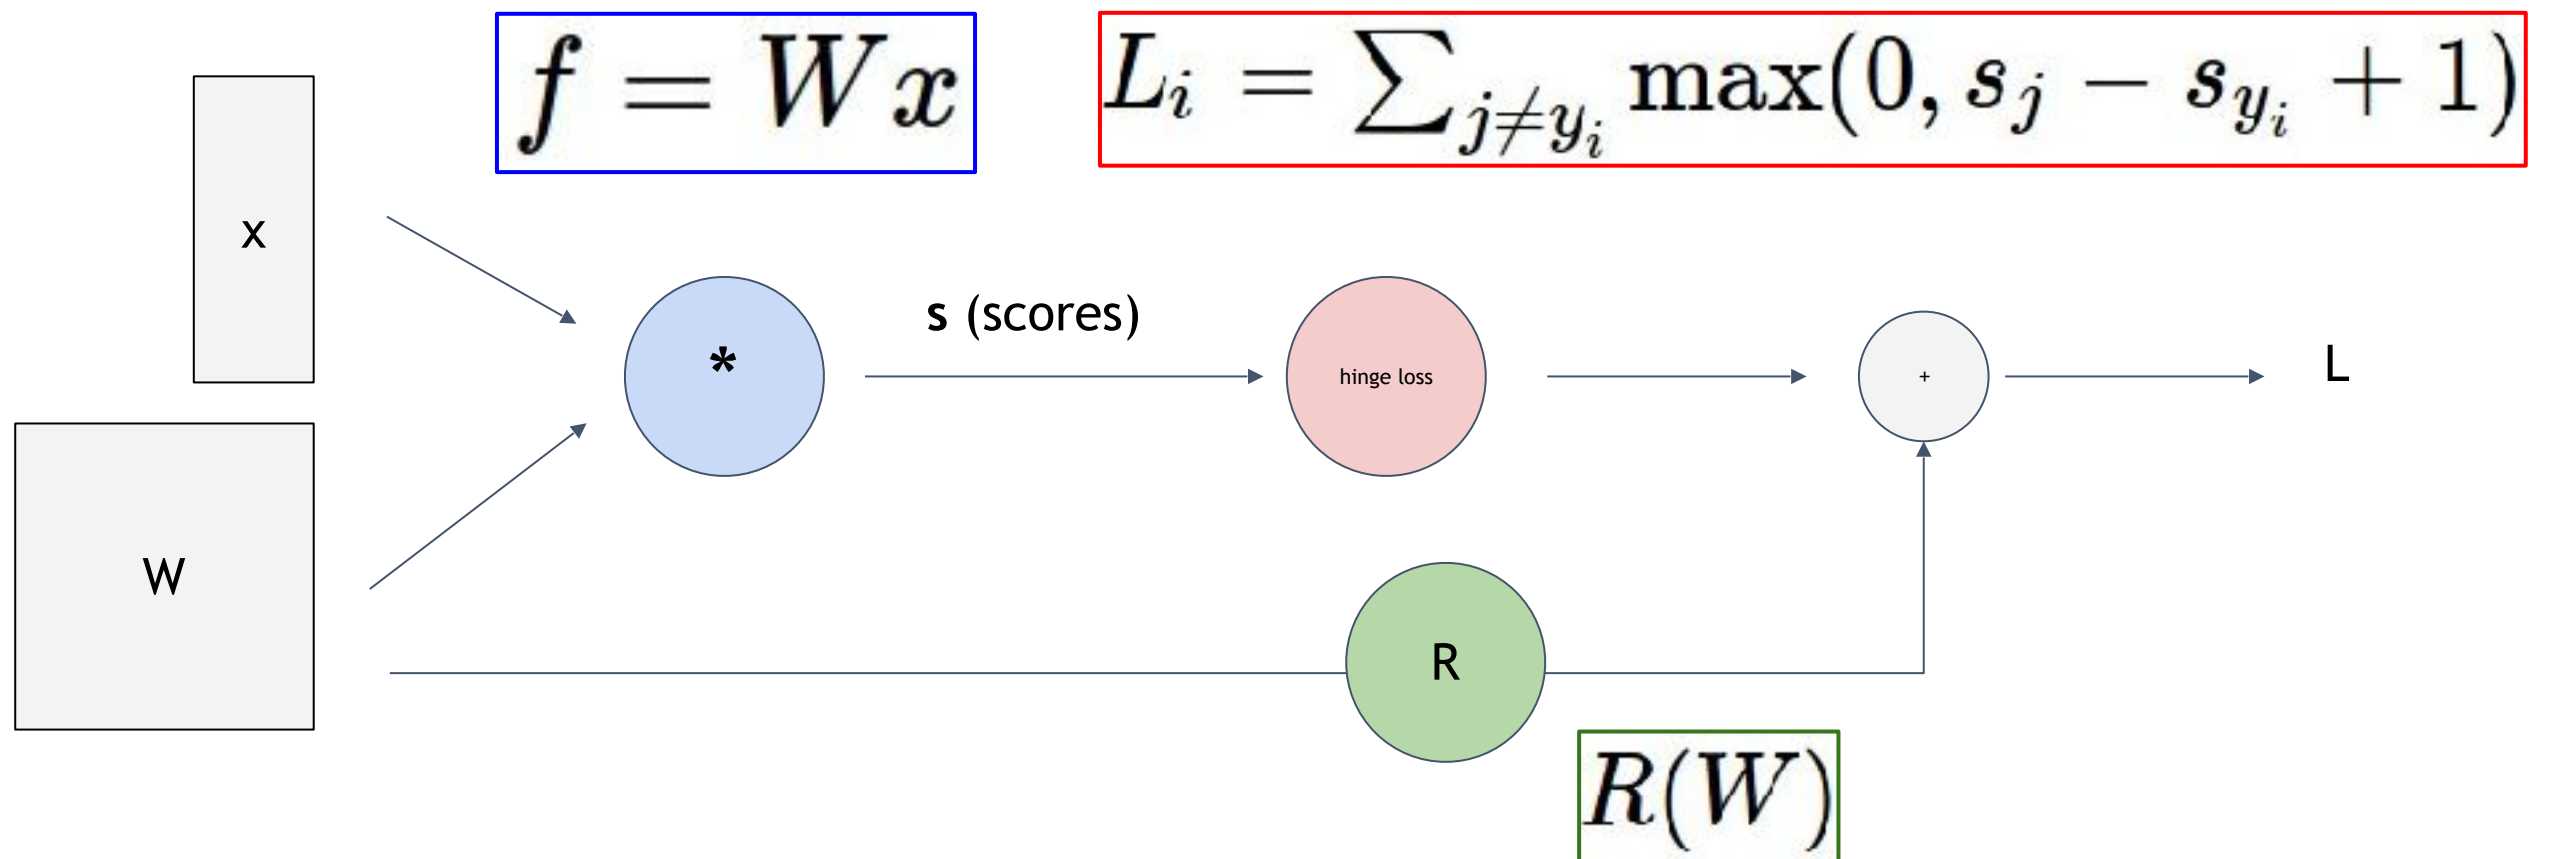 f = Wx
L_i = ∑_{j≠y_i} max(0, s_j − s_{y_i} + 1)
x
s (scores)
*
hinge loss
+
L
W
R
R(W)